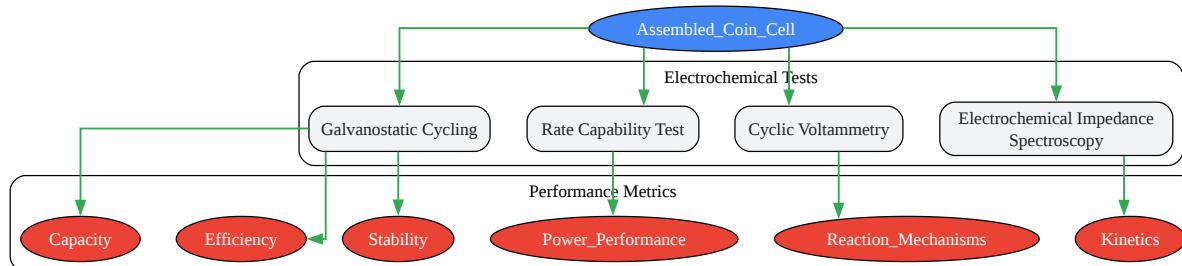 Assembled_Coin_Cell
Electrochemical Tests
Galvanostatic Cycling
Rate Capability Test
Cyclic Voltammetry
Electrochemical Impedance
Spectroscopy
Performance Metrics
Capacity
Efficiency
Stability
Power_Performance
Reaction_Mechanisms
Kinetics